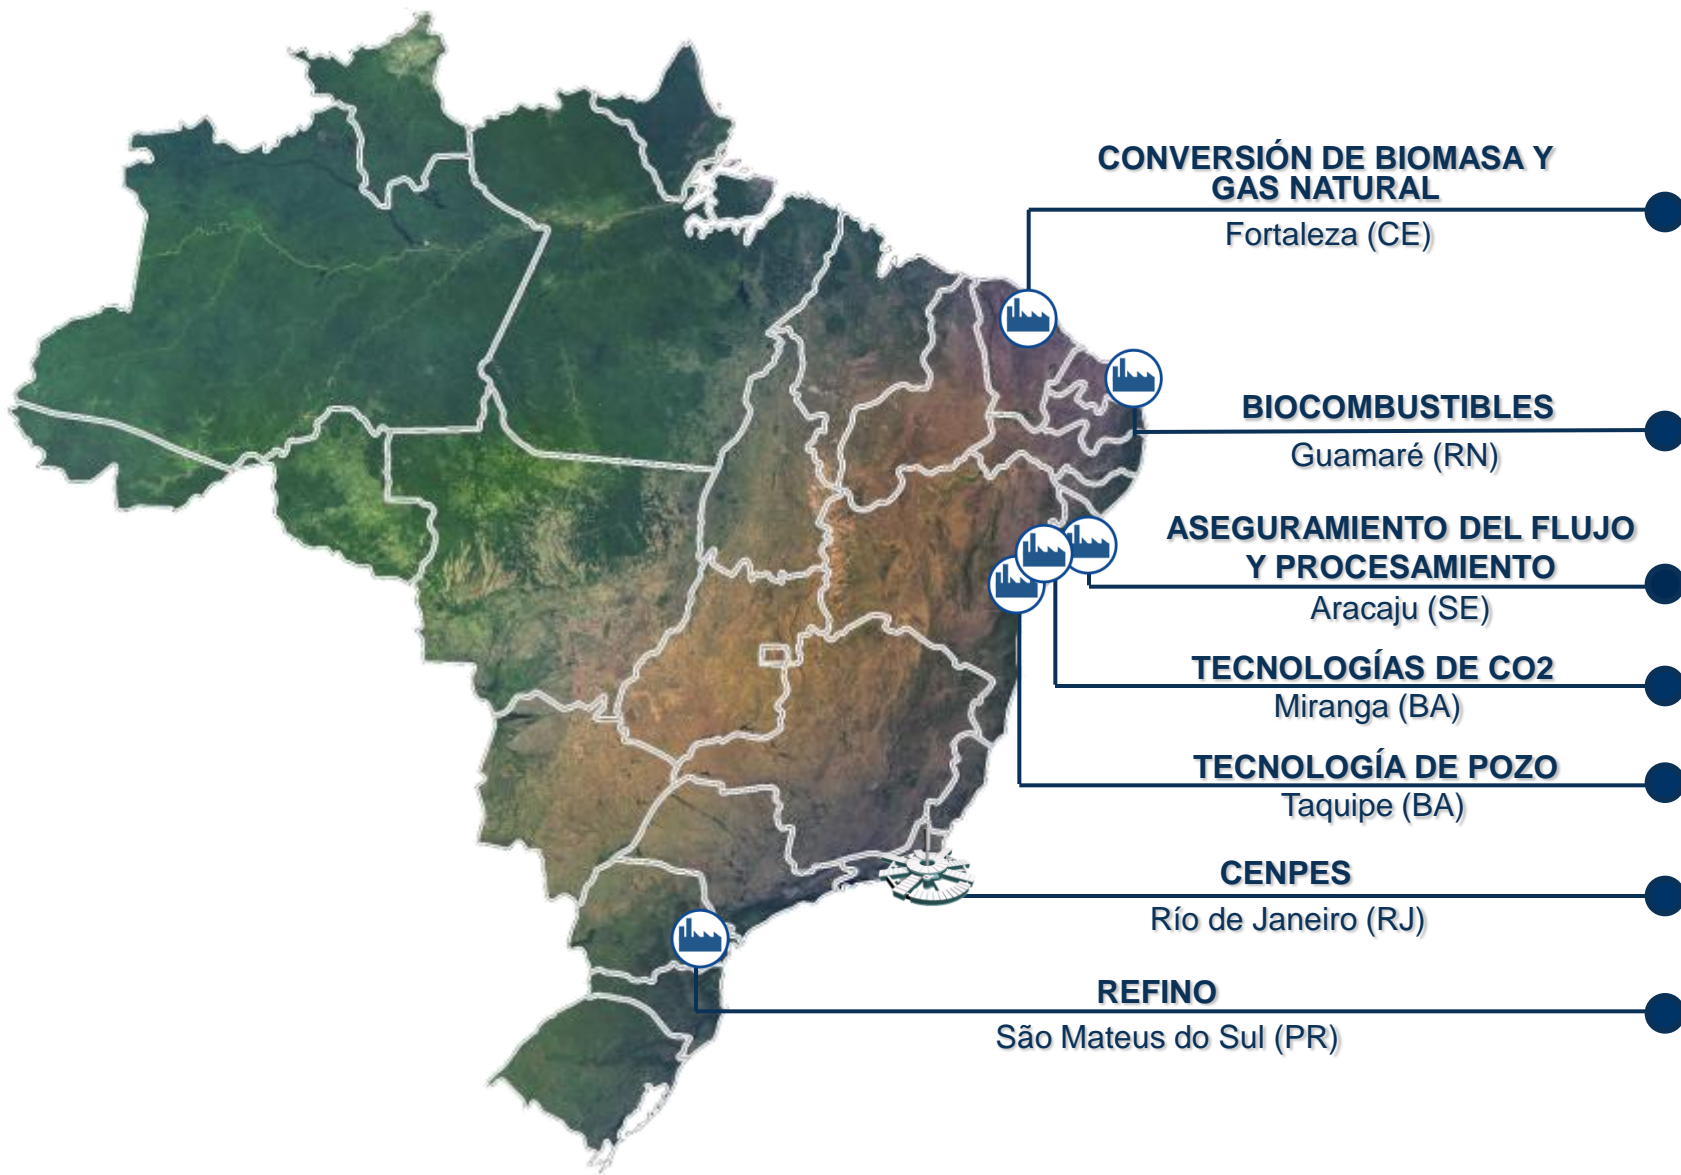 CONVERSIÓN DE BIOMASA Y
GAS NATURAL
Fortaleza (CE)
BIOCOMBUSTIBLES
Guamaré (RN)
ASEGURAMIENTO DEL FLUJO
Y PROCESAMIENTO
Aracaju (SE)
TECNOLOGÍAS DE CO2
Miranga (BA)
TECNOLOGÍA DE POZO
Taquipe (BA)
CENPES
Río de Janeiro (RJ)
REFINO
São Mateus do Sul (PR)